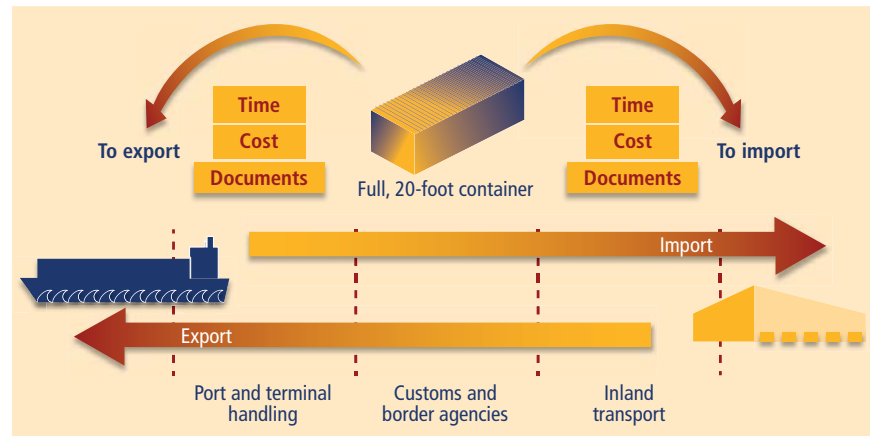 Time
Cost
Documents
To export
Full, 20-foot container
Time
Cost
Documents
To import
Import
Export
Port and terminal
handling
Customs and
border agencies
Inland
transport